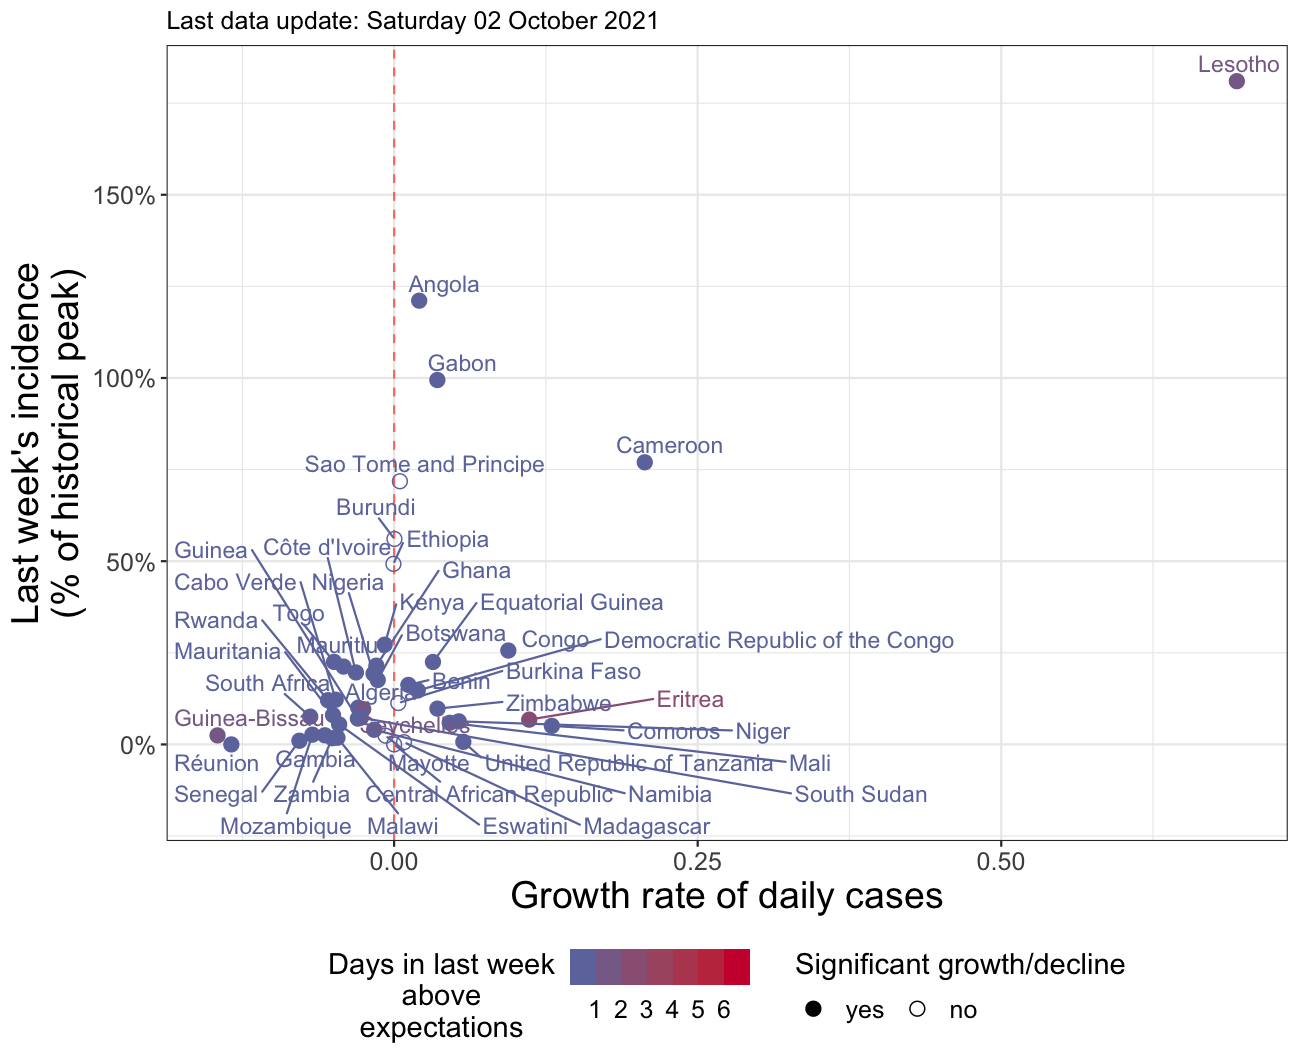 Last data update: Saturday 02 October 2021
Last week's incidence
(% of historical peak)
150%
100%
50%
0%
Lesotho
Angola
Gabon
Cameroon
Sao Tome and Principe
Burundi
Ethiopia
Guinea
Côte d'Ivoire
Ghana
Cabo Verde
Nigeria
Kenya
Equatorial Guinea
Rwanda
Togo
Botswana
Congo
Democratic Republic of the Congo
Mauritania
Mauritius
Burkina Faso
South Africa
Algeria
Benin
Zimbabwe
Eritrea
Guinea-Bissau
Seychelles
Comoros
Niger
Réunion
Gambia
Mayotte
United Republic of Tanzania
Mali
Senegal
Zambia
Central African Republic
Namibia
South Sudan
Mozambique
Malawi
Eswatini
Madagascar
0.00
0.25
0.50
Growth rate of daily cases
Days in last week
above
expectations
1 2 3 4 5 6
Significant growth/decline
yes
no